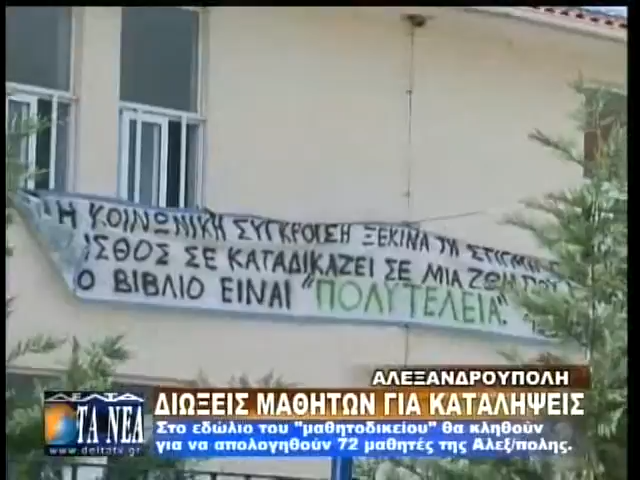 Η ΚΟΙΝΩΝΙΚΗ ΣΥΓΚΡΟΥΣΗ ΞΕΚΙΝΑ ΤΗ ΣΤΙΓΜΗ
ΙΣΘΟΣ ΣΕ ΚΑΤΑΔΙΚΑΖΕΙ ΣΕ ΜΙΑ ΖΩΗ ΠΟΥ
Ο ΒΙΒΛΙΟ ΕΙΝΑΙ "ΠΟΛΥΤΕΛΕΙΑ".
ΑΛΕΞΑΝΔΡΟΥΠΟΛΗ
ΔΕΛΤΑ
ΤΑ ΝΕΑ
www.deltatv.gr
ΔΙΩΞΕΙΣ ΜΑΘΗΤΩΝ ΓΙΑ ΚΑΤΑΛΗΨΕΙΣ
Στο εδώλιο του "μαθητοδικείου" θα κληθούν
για να απολογηθούν 72 μαθητές της Αλεξ/πολης.